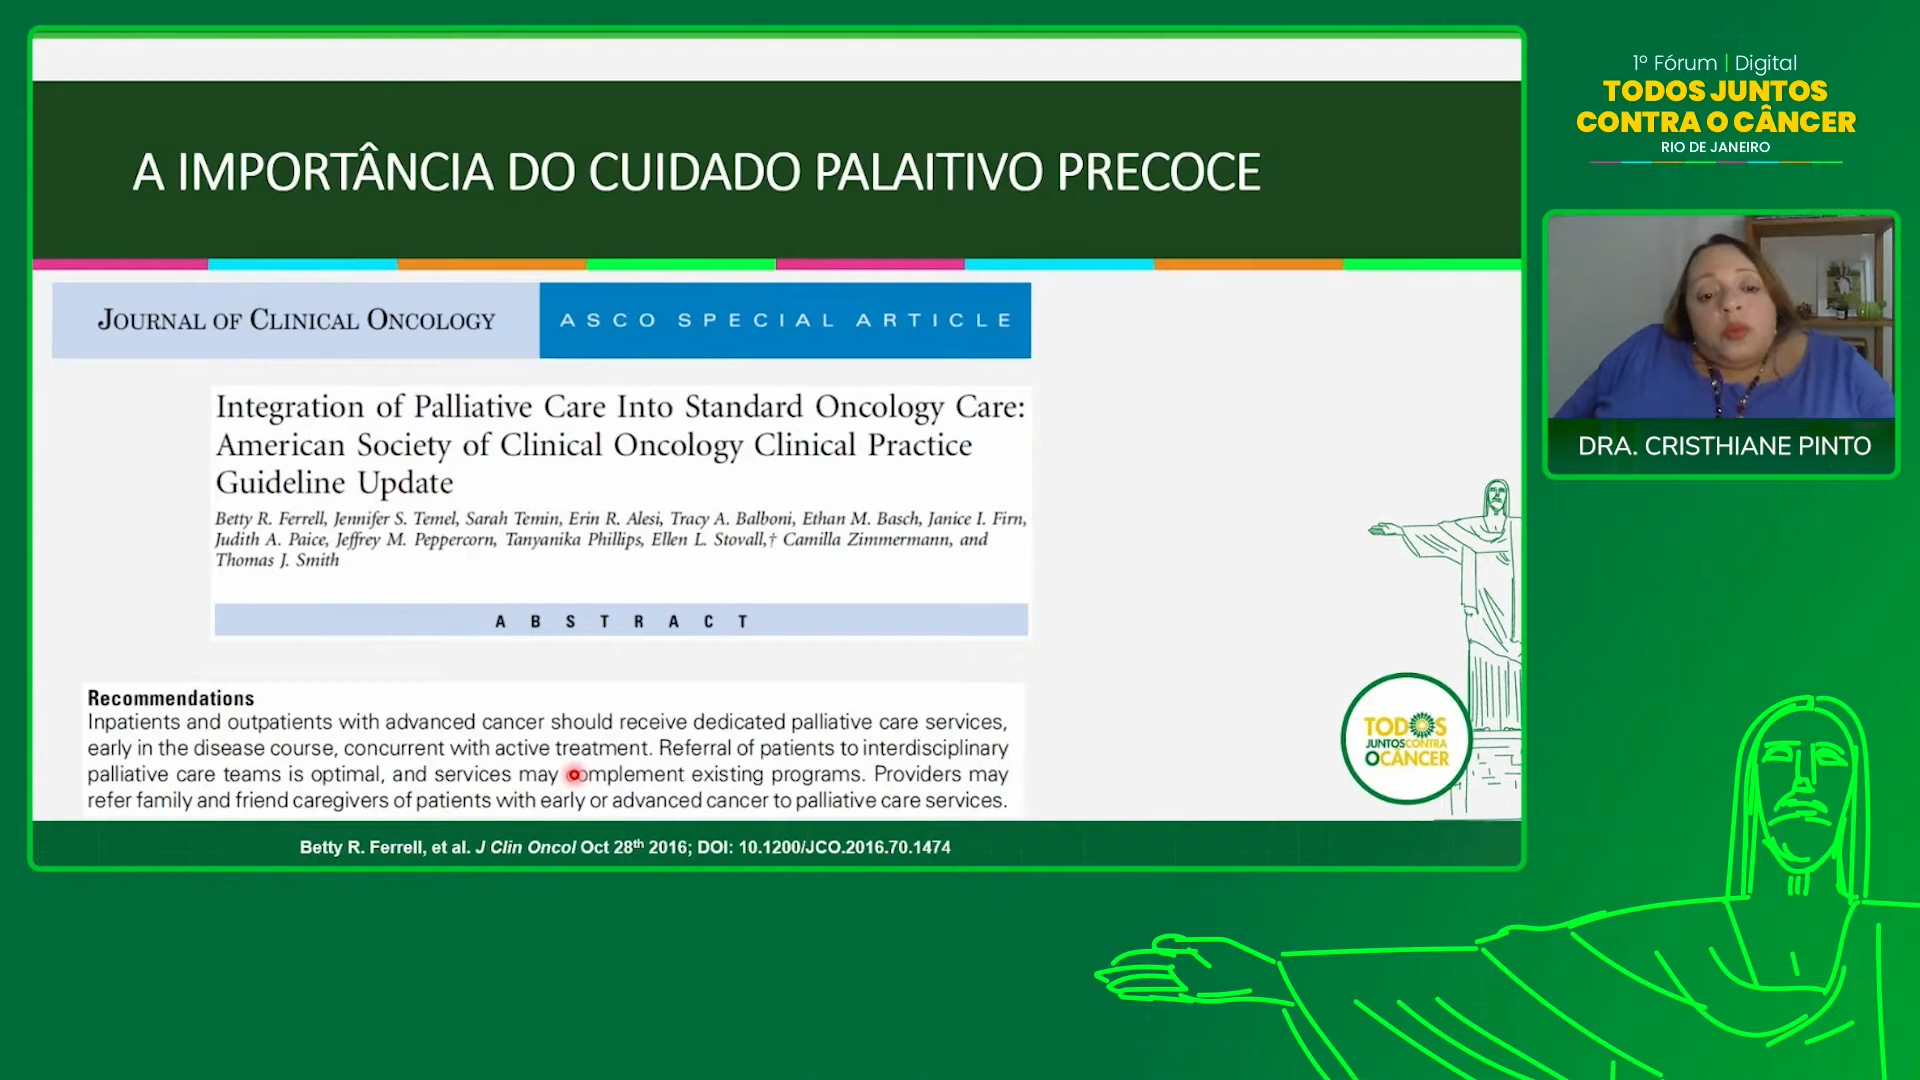 A IMPORTÂNCIA DO CUIDADO PALAITIVO PRECOCE
JOURNAL OF CLINICAL ONCOLOGY
ASCO SPECIAL ARTICLE
Integration of Palliative Care Into Standard Oncology Care:
American Society of Clinical Oncology Clinical Practice
Guideline Update
Betty R. Ferrell, Jennifer S. Temel, Sarah Temin, Erin R. Alesi, Tracy A. Balboni, Ethan M. Basch, Janice I. Firn,
Judith A. Paice, Jeffrey M. Peppercorn, Tanyanika Phillips, Ellen L. Stovall,† Camilla Zimmermann, and
Thomas J. Smith
ABSTRACT
Recommendations
Inpatients and outpatients with advanced cancer should receive dedicated palliative care services,
early in the disease course, concurrent with active treatment. Referral of patients to interdisciplinary
palliative care teams is optimal, and services may complement existing programs. Providers may
refer family and friend caregivers of patients with early or advanced cancer to palliative care services.
Betty R. Ferrell, et al. J Clin Oncol Oct 28th 2016; DOI: 10.1200/JCO.2016.70.1474
TODOS
JUNTOSCONTRA
OCÂNCER
1º Fórum | Digital
TODOS JUNTOS
CONTRA O CÂNCER
RIO DE JANEIRO
DRA. CRISTHIANE PINTO